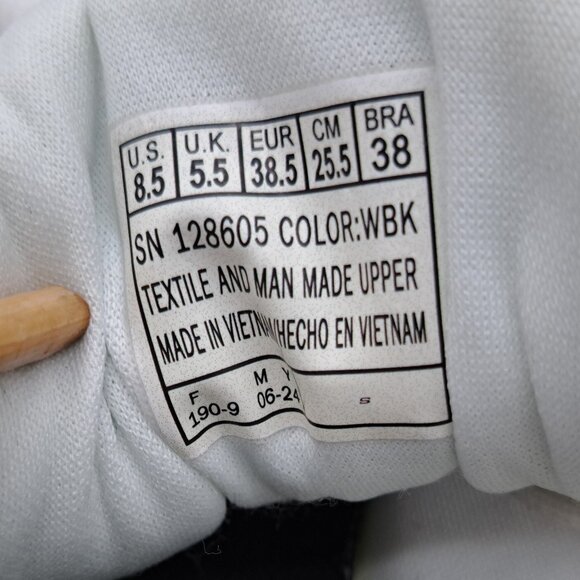 U.S. U.K. EUR CM BRA
8.5 5.5 38.5 25.5 38
SN 128605 COLOR:WBK
TEXTILE AND MAN MADE UPPER
MADE IN VIETNAM/HECHO EN VIETNAM
F M Y
190-9 06-24 S